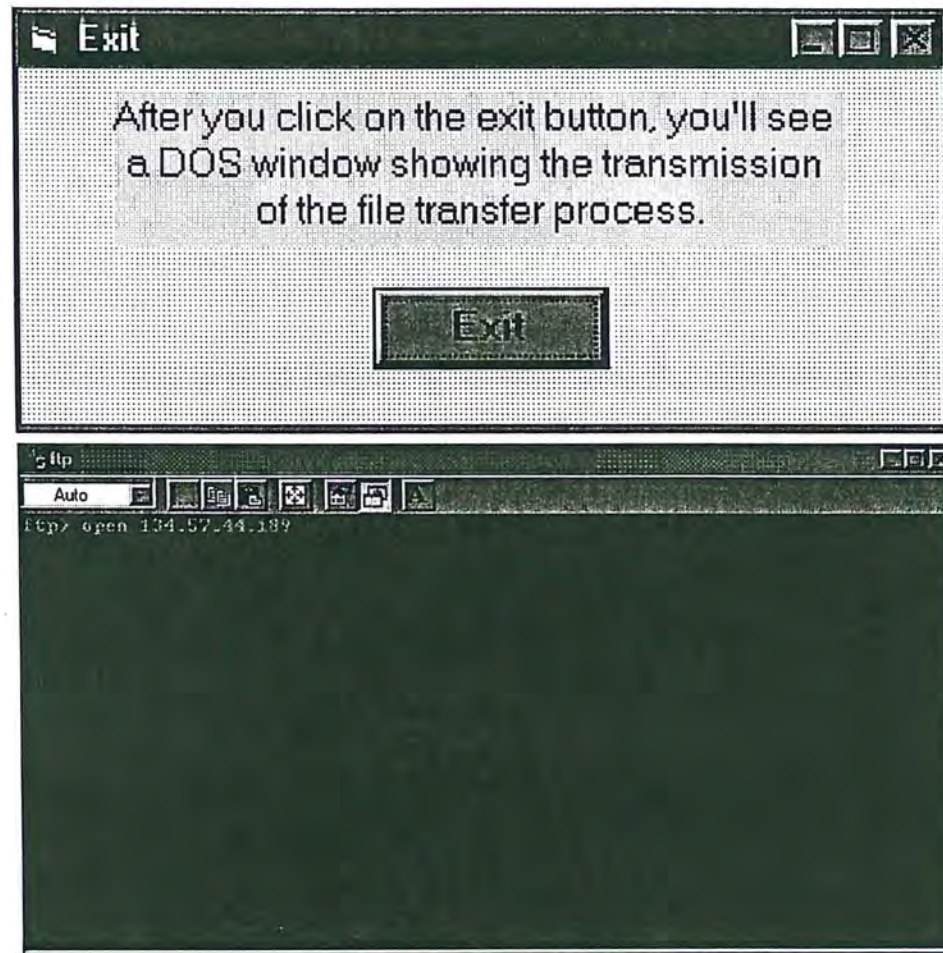 Exit
After you click on the exit button, you'll see
a DOS window showing the transmission
of the file transfer process.
Exit
ftp
Auto
A
ftp> open 134.57.44.189